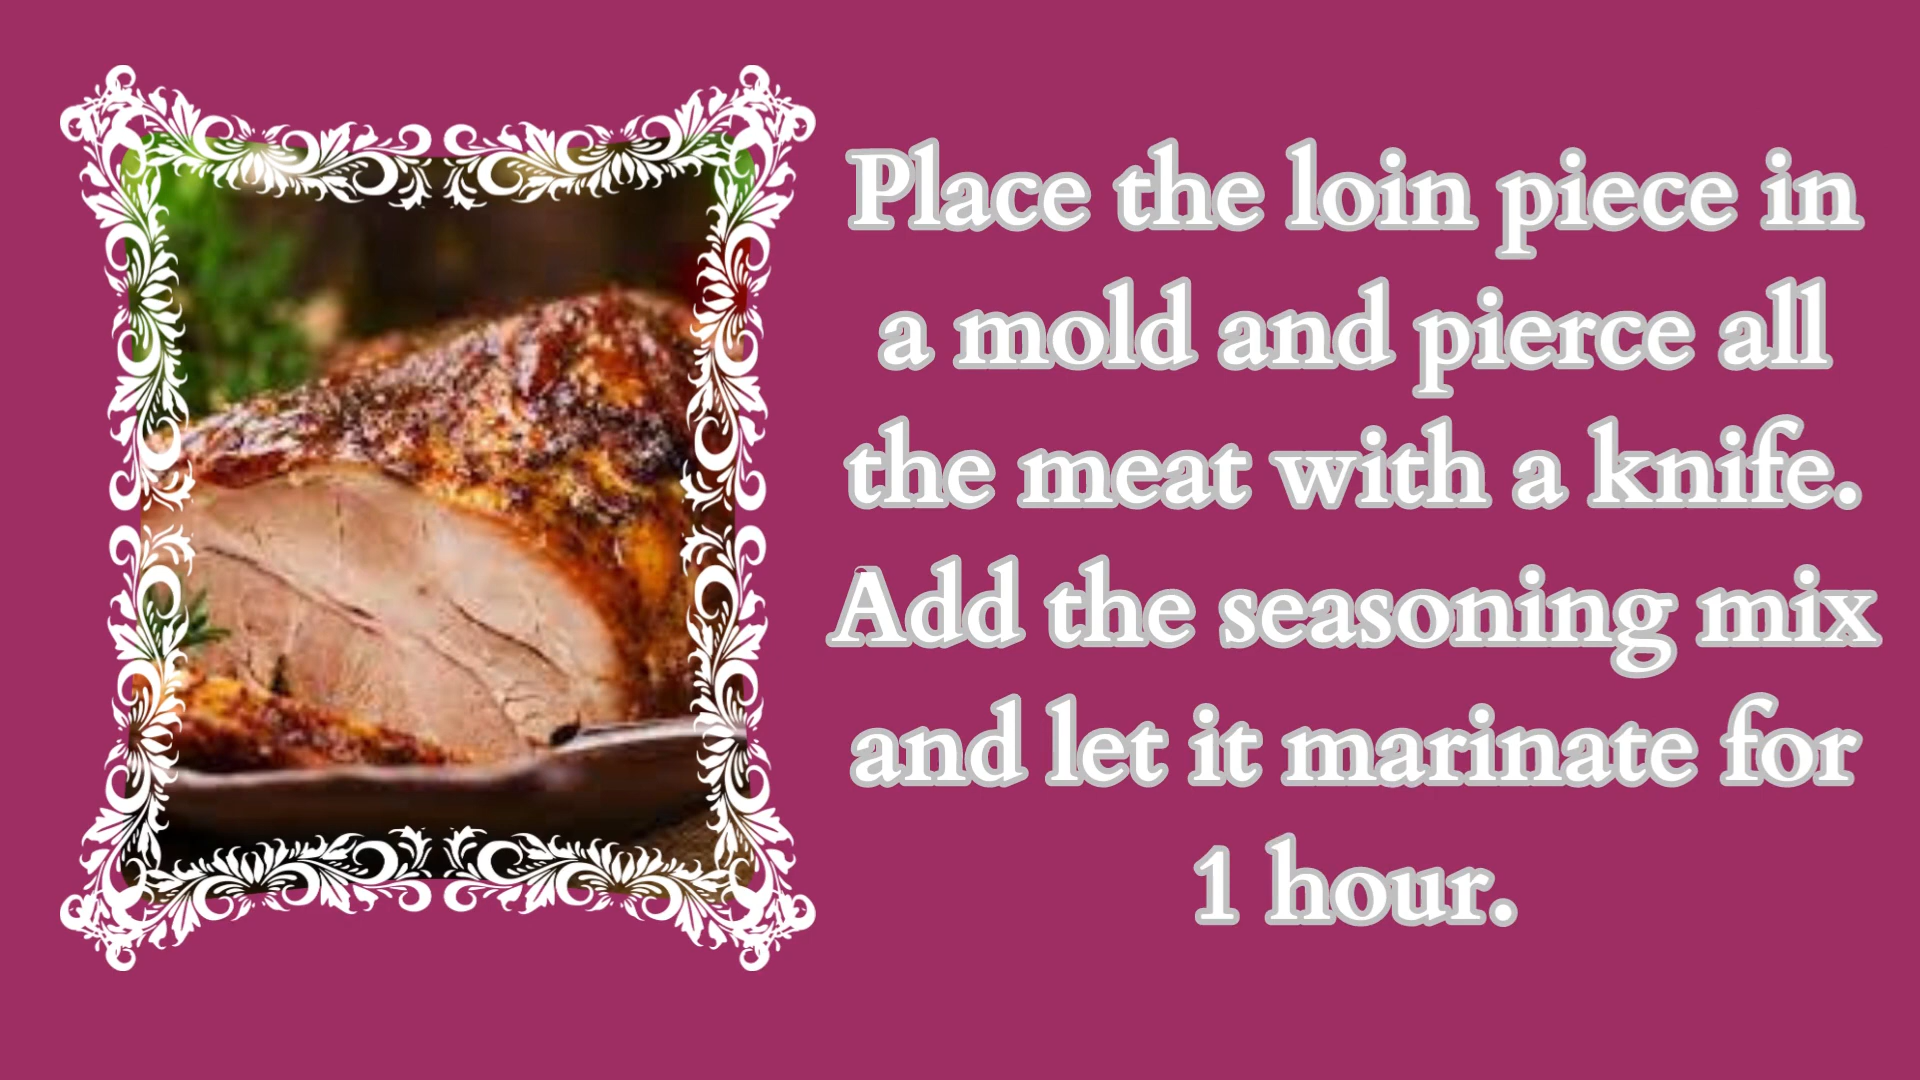 Place the loin piece in
a mold and pierce all
the meat with a knife.
Add the seasoning mix
and let it marinate for
1 hour.